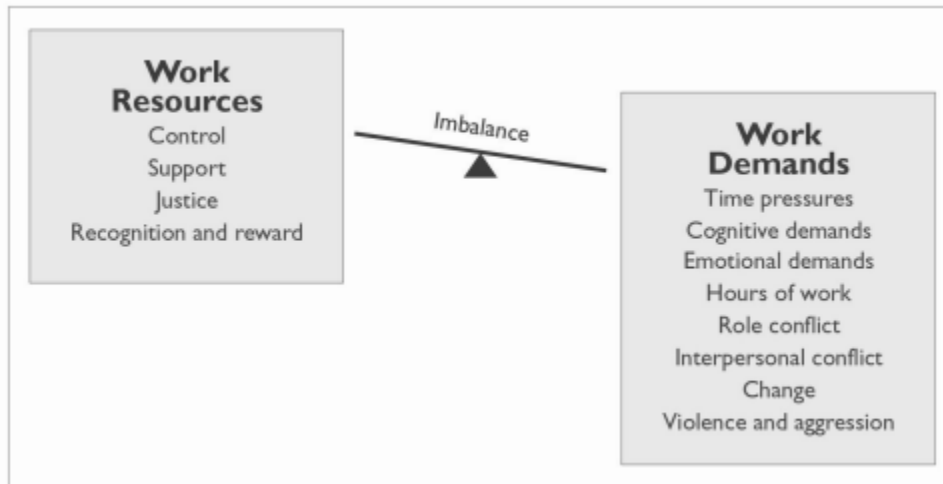 Work
Resources
Control
Support
Justice
Recognition and reward
Imbalance
Work
Demands
Time pressures
Cognitive demands
Emotional demands
Hours of work
Role conflict
Interpersonal conflict
Change
Violence and aggression